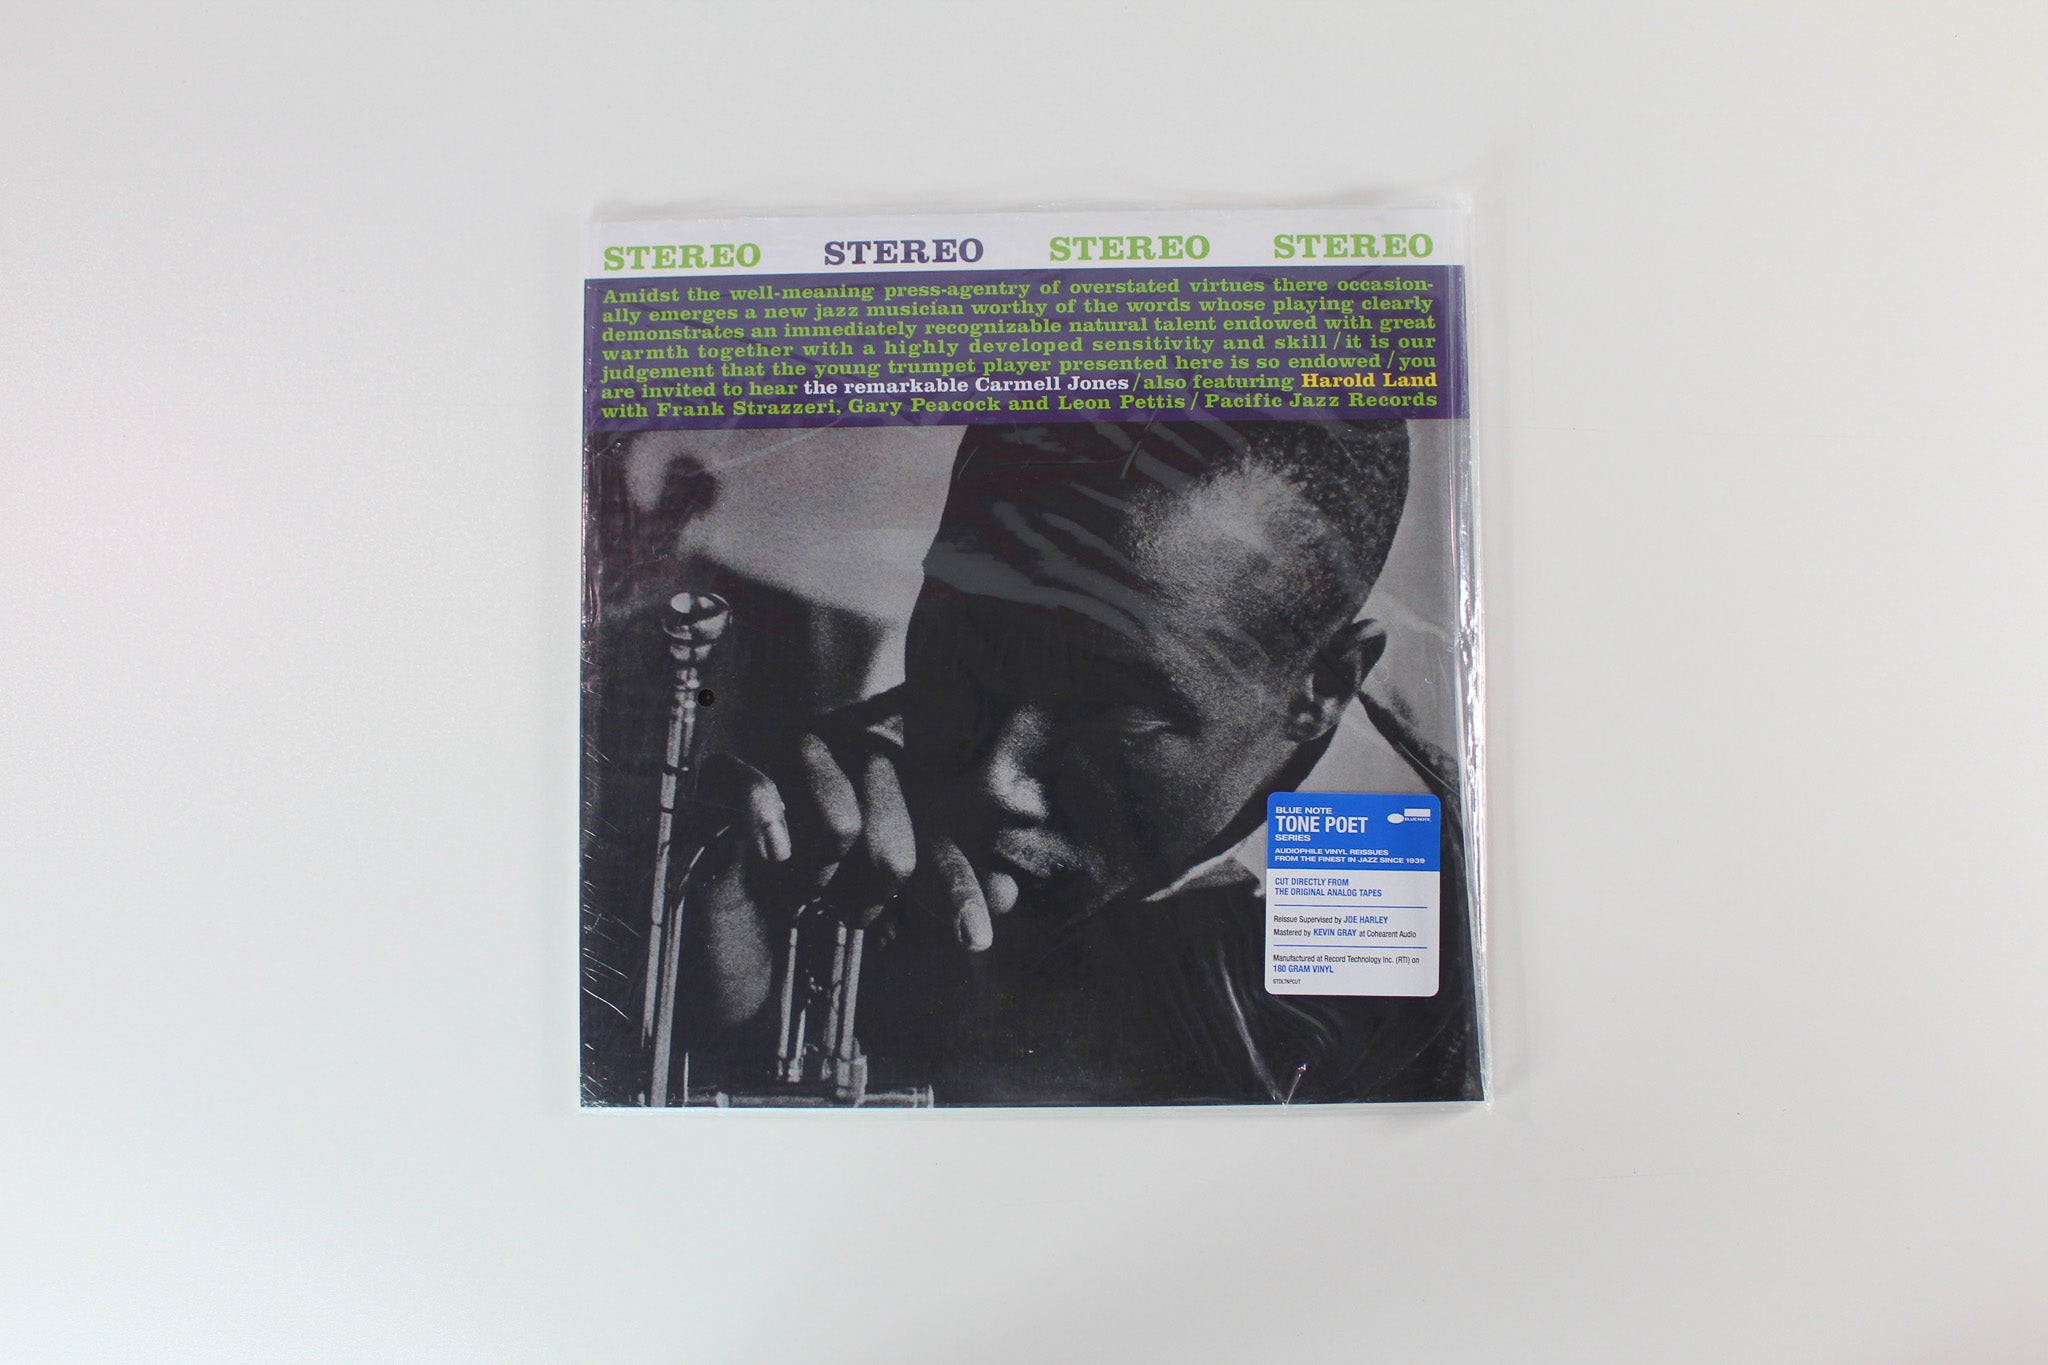 STEREO STEREO STEREO STEREO
Amidst the well-meaning press-agentry of overstated virtues there occasion-
ally emerges a new jazz musician worthy of the words whose playing clearly
demonstrates an immediately recognizable natural talent endowed with great
warmth together with a highly developed sensitivity and skill / it is our
judgement that the young trumpet player presented here is so endowed / you
are invited to hear the remarkable Carmell Jones / also featuring Harold Land
with Frank Strazzeri, Gary Peacock and Leon Pettis / Pacific Jazz Records
BLUE NOTE
TONE POET
SERIES
BLUE NOTE
AUDIOPHILE VINYL REISSUES
FROM THE FINEST IN JAZZ SINCE 1939
CUT DIRECTLY FROM
THE ORIGINAL ANALOG TAPES
Reissue Supervised by JOE HARLEY
Mastered by KEVIN GRAY at Cohearent Audio
Manufactured at Record Technology Inc. (RTI) on
180 GRAM VINYL
STDLTNPCUT